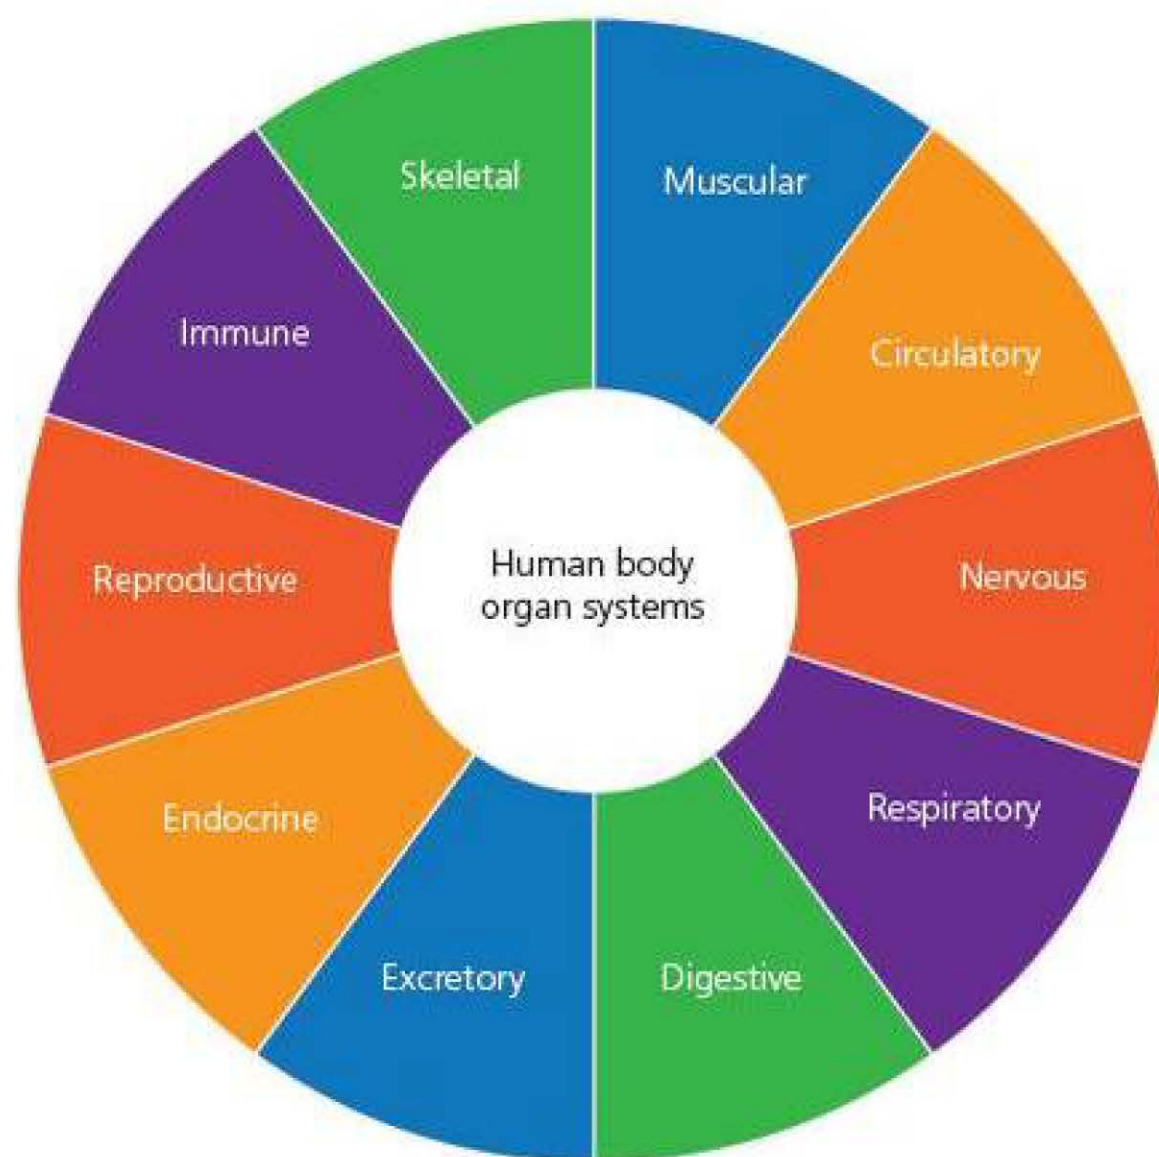 Skeletal
Muscular
Immune
Circulatory
Human body
organ systems
Reproductive
Nervous
Endocrine
Respiratory
Excretory
Digestive